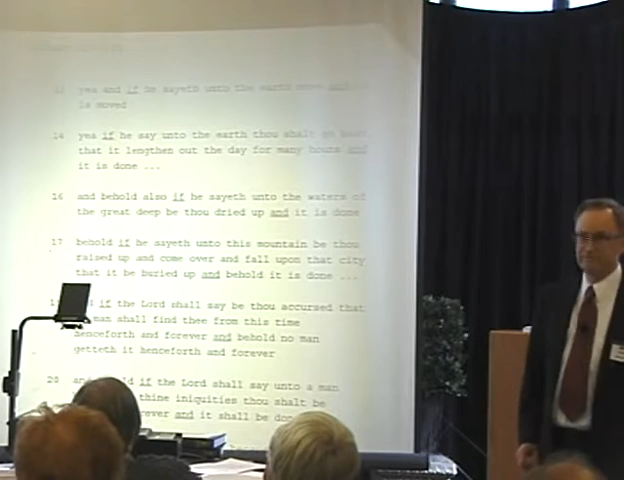 13 yea and if he sayeth unto the earth move and
is moved
14 yea if he say unto the earth thou shalt go back
that it lengthen out the day for many hours and
it is done ...
16 and behold also if he sayeth unto the waters of
the great deep be thou dried up and it is done
17 behold if he sayeth unto this mountain be thou
raised up and come over and fall upon that city
that it be buried up and behold it is done ...
if the Lord shall say be thou accursed that
man shall find thee from this time
henceforth and forever and behold no man
getteth it henceforth and forever
20 if the Lord shall say unto a man
thine iniquities thou shalt be
and it shall be